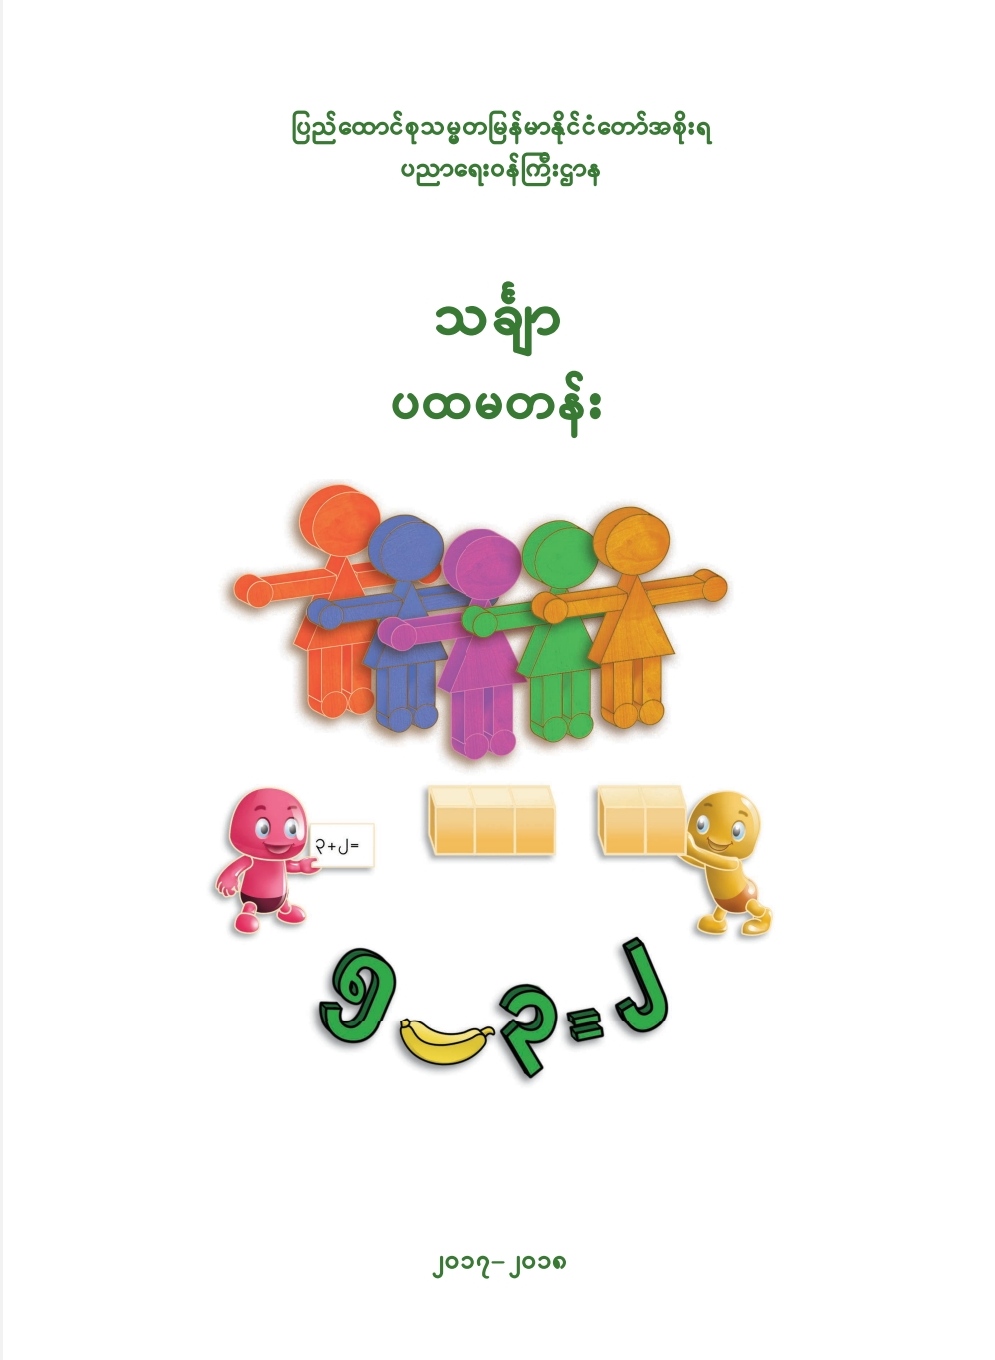 ပြည်ထောင်စုသမ္မတမြန်မာနိုင်ငံတော်အစိုးရ
ပညာရေးဝန်ကြီးဌာန
သင်္ချာ
ပထမတန်း
၃+၂=
၅ ၃=၂
၂၀၁၇–၂၀၁၈